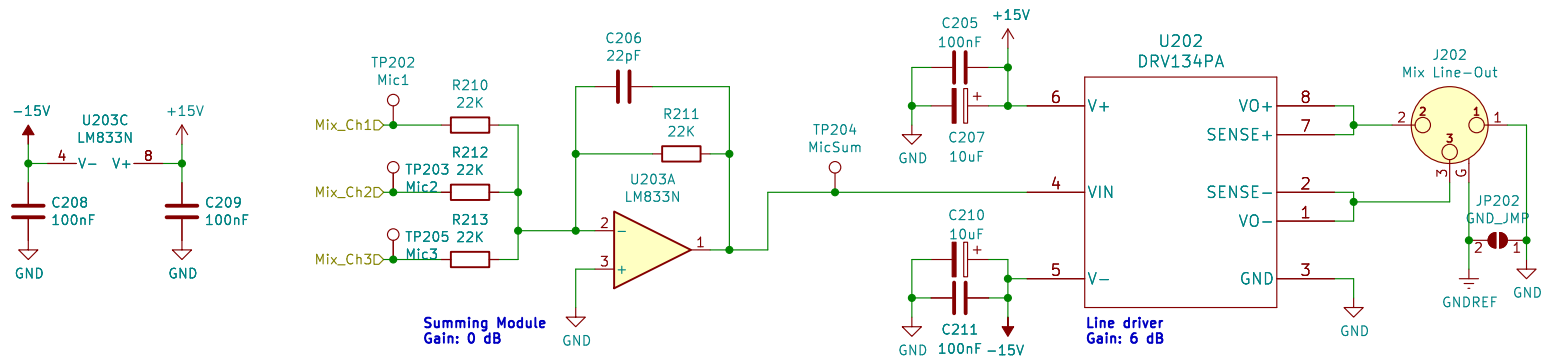 -15V
U203C
LM833N
+15V
4
V-
V+
8
C208
100nF
C209
100nF
GND
GND
TP202
Mic1
Mix_Ch1
R210
22K
TP203
Mic2
Mix_Ch2
R212
22K
TP205
Mic3
Mix_Ch3
R213
22K
C206
22pF
R211
22K
U203A
LM833N
2
-
3
+
1
GND
Summing Module
Gain: 0 dB
TP204
MicSum
C205
100nF
+15V
+
C207
10uF
GND
C210
10uF
+
C211
100nF
GND
-15V
U202
DRV134PA
6
V+
4
VIN
5
V-
VO+
8
SENSE+
7
SENSE-
2
VO-
1
GND
3
GND
Line driver
Gain: 6 dB
J202
Mix Line-Out
2
2
1
1
3
3
G
JP202
GND_JMP
2
1
GNDREF
GND